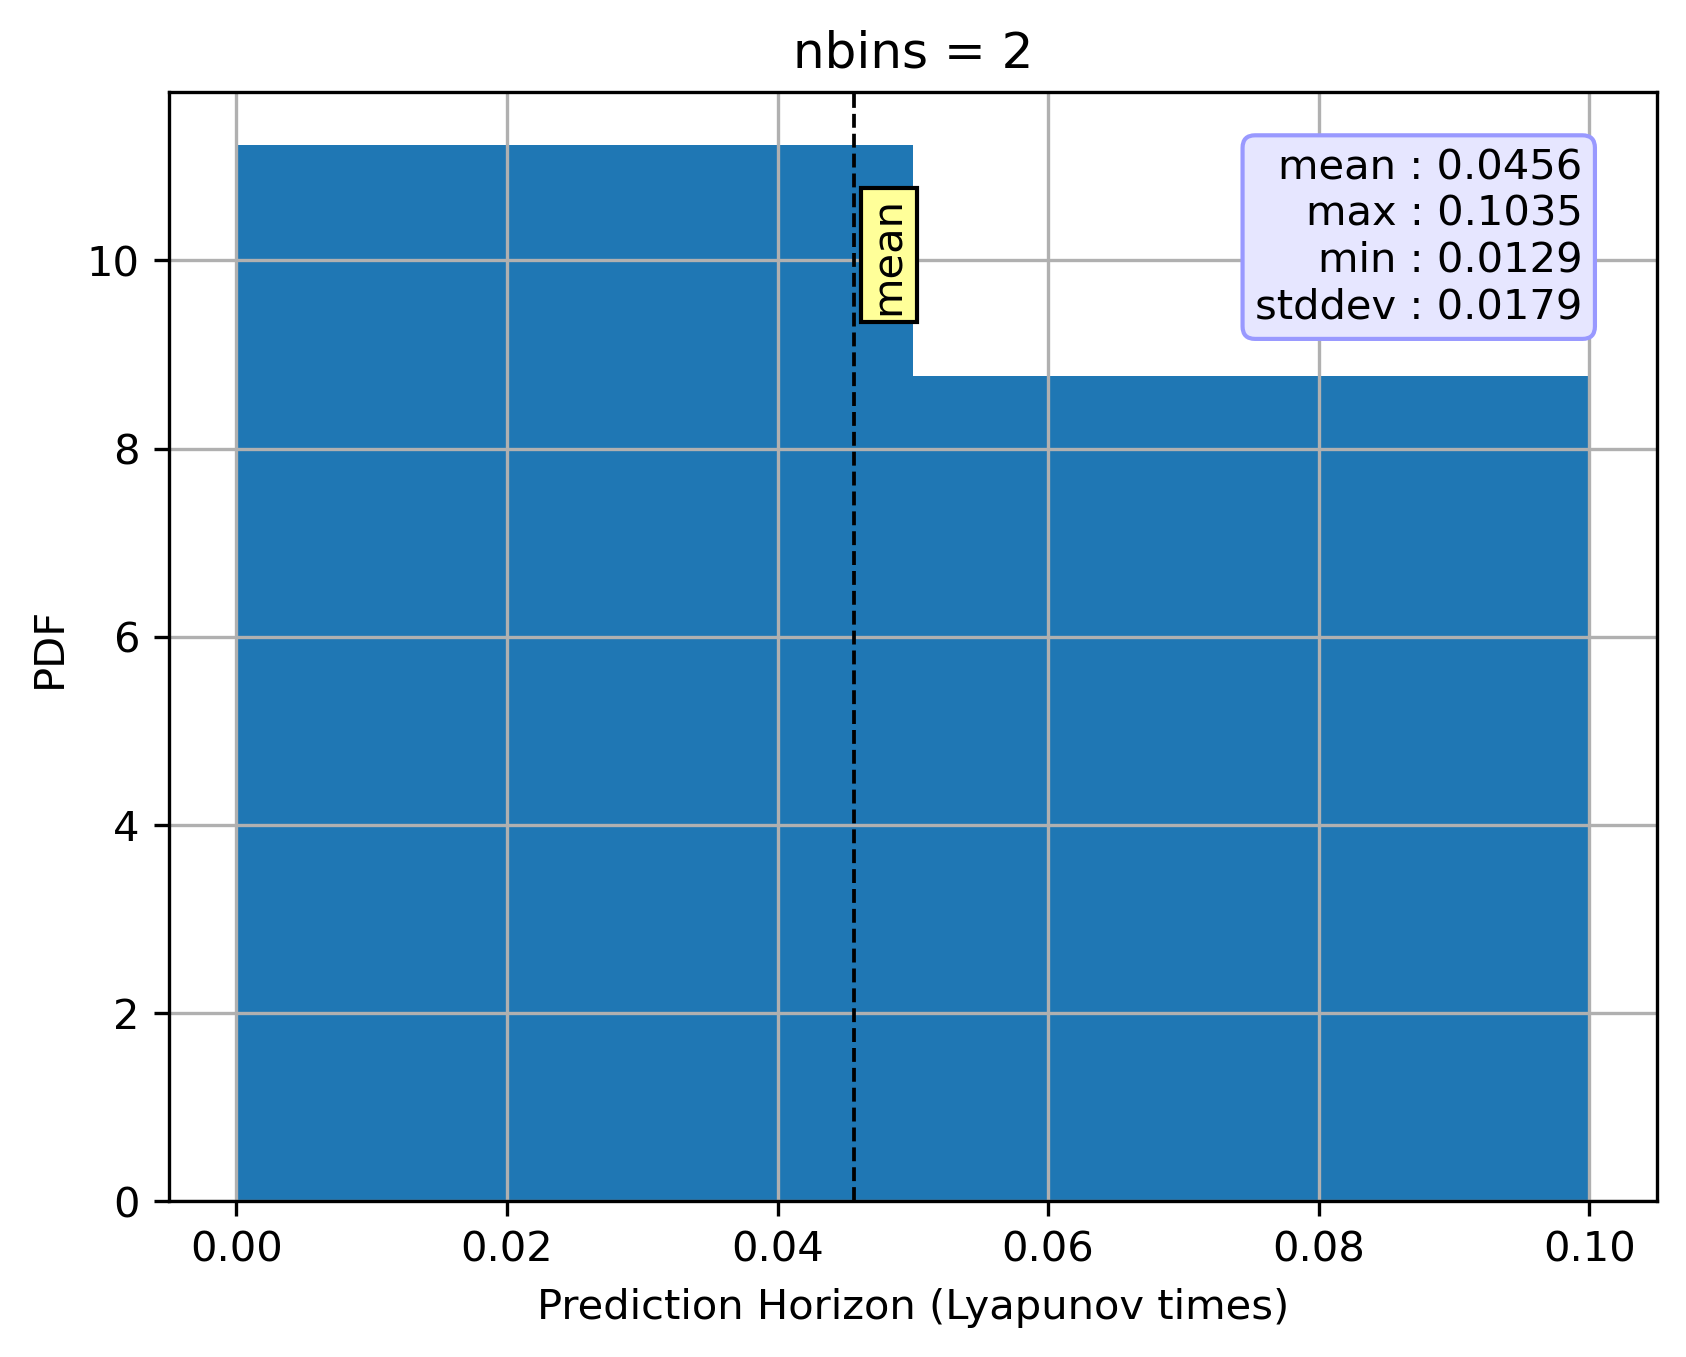 nbins = 2
mean : 0.0456
max : 0.1035
min : 0.0129
stddev : 0.0179
mean
PDF
10
8
6
4
2
0
0.00 0.02 0.04 0.06 0.08 0.10
Prediction Horizon (Lyapunov times)